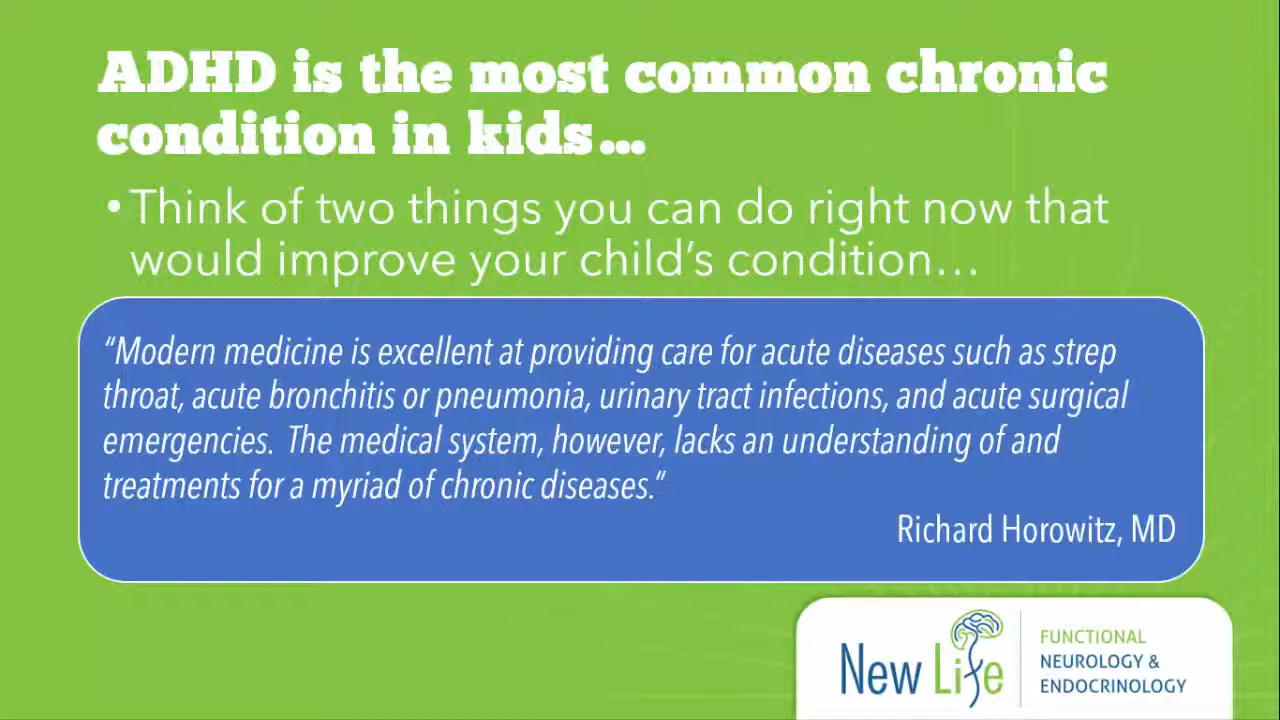 ADHD is the most common chronic
condition in kids…
• Think of two things you can do right now that
would improve your child’s condition…
“Modern medicine is excellent at providing care for acute diseases such as strep
throat, acute bronchitis or pneumonia, urinary tract infections, and acute surgical
emergencies.  The medical system, however, lacks an understanding of and
treatments for a myriad of chronic diseases.”
Richard Horowitz, MD
New Life
FUNCTIONAL
NEUROLOGY &
ENDOCRINOLOGY